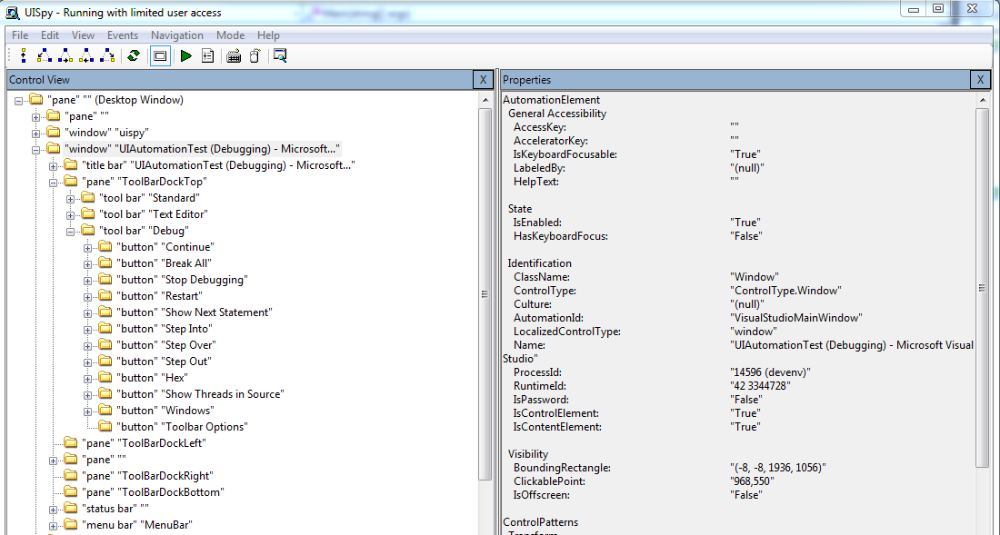 UISpy - Running with limited user access
File Edit View Events Navigation Mode Help
Control View X
"pane" "" (Desktop Window)
"pane" ""
"window" "uispy"
"window" "UIAutomationTest (Debugging) - Microsoft..."
"title bar" "UIAutomationTest (Debugging) - Microsoft..."
"pane" "ToolBarDockTop"
"tool bar" "Standard"
"tool bar" "Text Editor"
"tool bar" "Debug"
"button" "Continue"
"button" "Break All"
"button" "Stop Debugging"
"button" "Restart"
"button" "Show Next Statement"
"button" "Step Into"
"button" "Step Over"
"button" "Step Out"
"button" "Hex"
"button" "Show Threads in Source"
"button" "Windows"
"button" "Toolbar Options"
"pane" "ToolBarDockLeft"
"pane" ""
"pane" "ToolBarDockRight"
"pane" "ToolBarDockBottom"
"status bar" ""
"menu bar" "MenuBar"
Properties X
AutomationElement
General Accessibility
AccessKey: ""
AcceleratorKey: ""
IsKeyboardFocusable: "True"
LabeledBy: "(null)"
HelpText: ""
State
IsEnabled: "True"
HasKeyboardFocus: "False"
Identification
ClassName: "Window"
ControlType: "ControlType.Window"
Culture: "(null)"
AutomationId: "VisualStudioMainWindow"
LocalizedControlType: "window"
Name: "UIAutomationTest (Debugging) - Microsoft Visual
Studio"
ProcessId: "14596 (devenv)"
RuntimeId: "42 3344728"
IsPassword: "False"
IsControlElement: "True"
IsContentElement: "True"
Visibility
BoundingRectangle: "(-8, -8, 1936, 1056)"
ClickablePoint: "968,550"
IsOffscreen: "False"
ControlPatterns